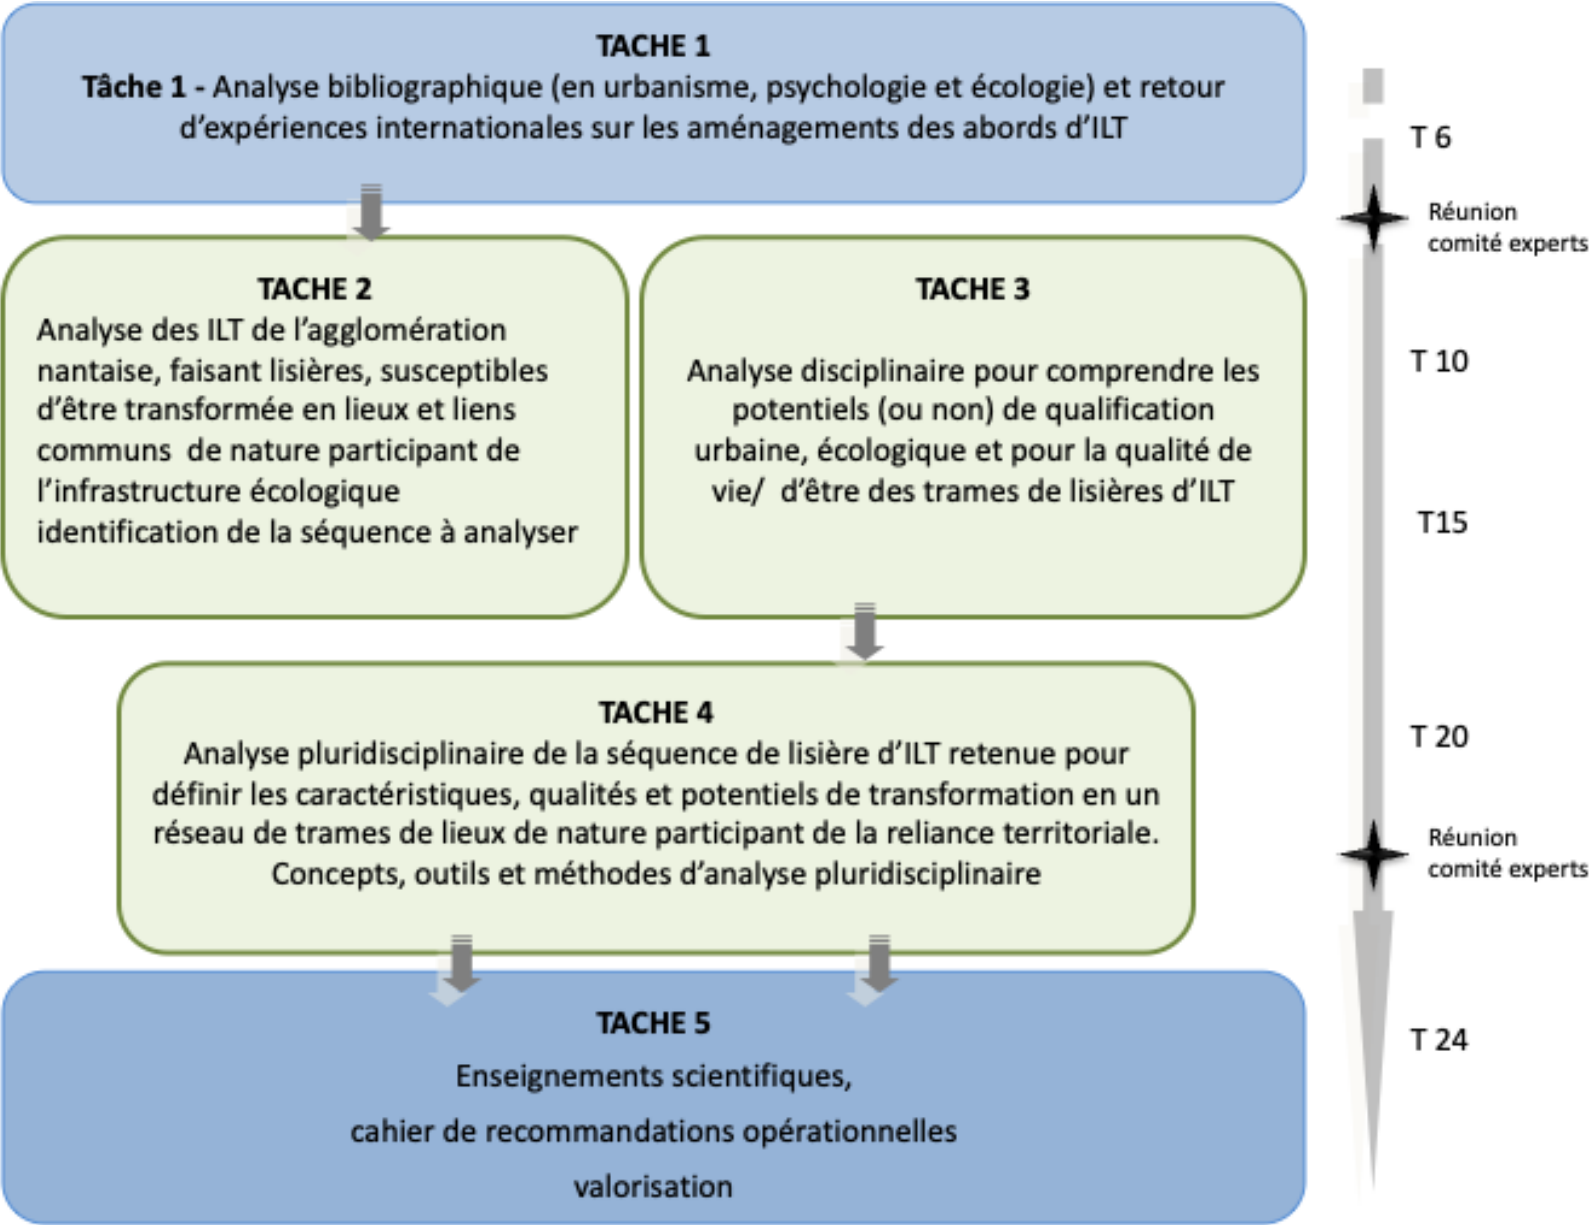 TACHE 1
Tâche 1 - Analyse bibliographique (en urbanisme, psychologie et écologie) et retour
d'expériences internationales sur les aménagements des abords d'ILT
T 6
Réunion
comité experts
TACHE 2
Analyse des ILT de l'agglomération
nantaise, faisant lisières, susceptibles
d'être transformée en lieux et liens
communs de nature participant de
l'infrastructure écologique
identification de la séquence à analyser
TACHE 3
Analyse disciplinaire pour comprendre les
potentiels (ou non) de qualification
urbaine, écologique et pour la qualité de
vie/ d'être des trames de lisières d'ILT
T 10
T15
TACHE 4
Analyse pluridisciplinaire de la séquence de lisière d'ILT retenue pour
définir les caractéristiques, qualités et potentiels de transformation en un
réseau de trames de lieux de nature participant de la reliance territoriale.
Concepts, outils et méthodes d'analyse pluridisciplinaire
T 20
Réunion
comité experts
TACHE 5
Enseignements scientifiques,
cahier de recommandations opérationnelles
valorisation
T 24